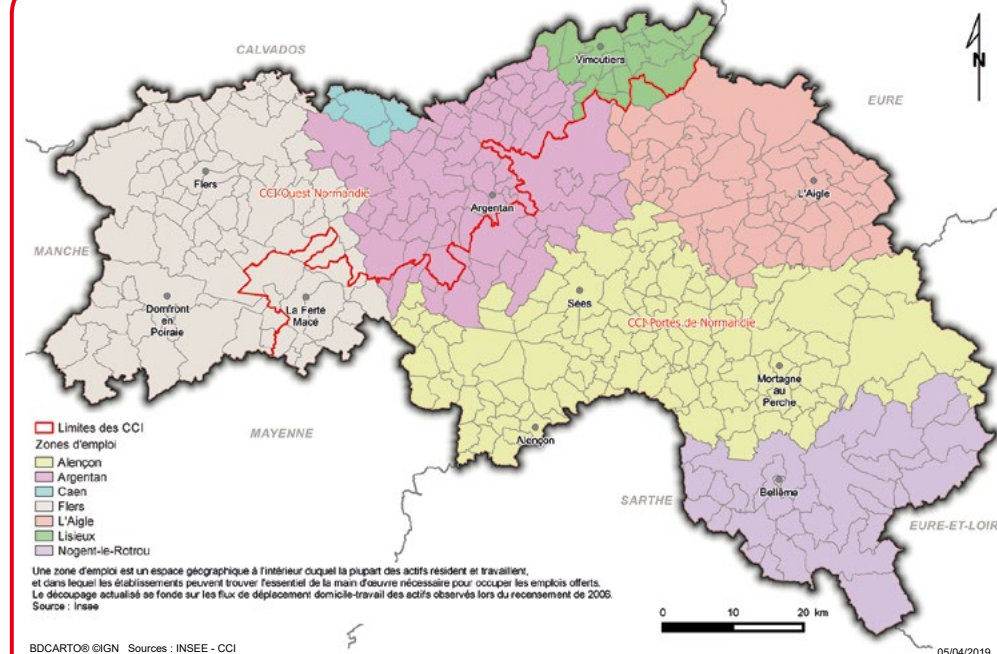 CALVADOS
N
Vimoutiers
EURE
Flers
CCI Ouest Normandie
L'Aigle
Argentan
MANCHE
Domfront
en
Poiraie
La Ferté
Macé
Sées
CCI Portes de Normandie
Mortagne
au
Perche
MAYENNE
Alençon
SARTHE
Bellême
EURE-ET-LOIR
Limites des CCI
Zones d'emploi
Alençon
Argentan
Caen
Flers
L'Aigle
Lisieux
Nogent-le-Rotrou
Une zone d'emploi est un espace géographique à l'intérieur duquel la plupart des actifs résident et travaillent,
et dans lequel les établissements peuvent trouver l'essentiel de la main d'œuvre nécessaire pour occuper les emplois offerts.
Le découpage actualisé se fonde sur les flux de déplacement domicile-travail des actifs observés lors du recensement de 2006.
Source : Insee
0 10 20 km
BDCARTO® ©IGN Sources : INSEE - CCI
05/04/2019